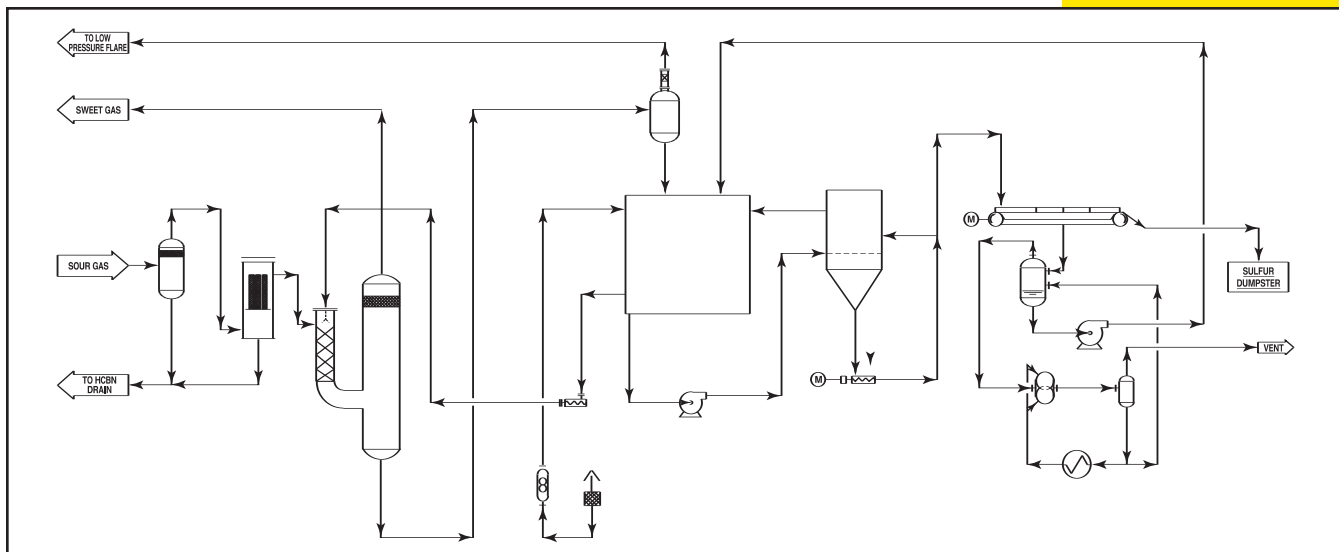 TO LOW
PRESSURE FLARE
SWEET GAS
SOUR GAS
TO HCBN
DRAIN
M
M
SULFUR
DUMPSTER
VENT